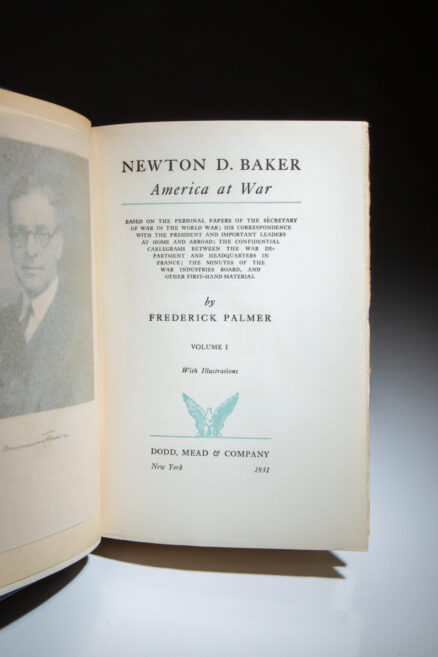 NEWTON D. BAKER
America at War
BASED ON THE PERSONAL PAPERS OF THE SECRETARY
OF WAR IN THE WORLD WAR; HIS CORRESPONDENCE
WITH THE PRESIDENT AND IMPORTANT LEADERS
AT HOME AND ABROAD; THE CONFIDENTIAL
CABLEGRAMS BETWEEN THE WAR DE-
PARTMENT AND HEADQUARTERS IN
FRANCE; THE MINUTES OF THE
WAR INDUSTRIES BOARD, AND
OTHER FIRST-HAND MATERIAL
by
FREDERICK PALMER
VOLUME I
With Illustrations
DODD, MEAD & COMPANY
New York 1931